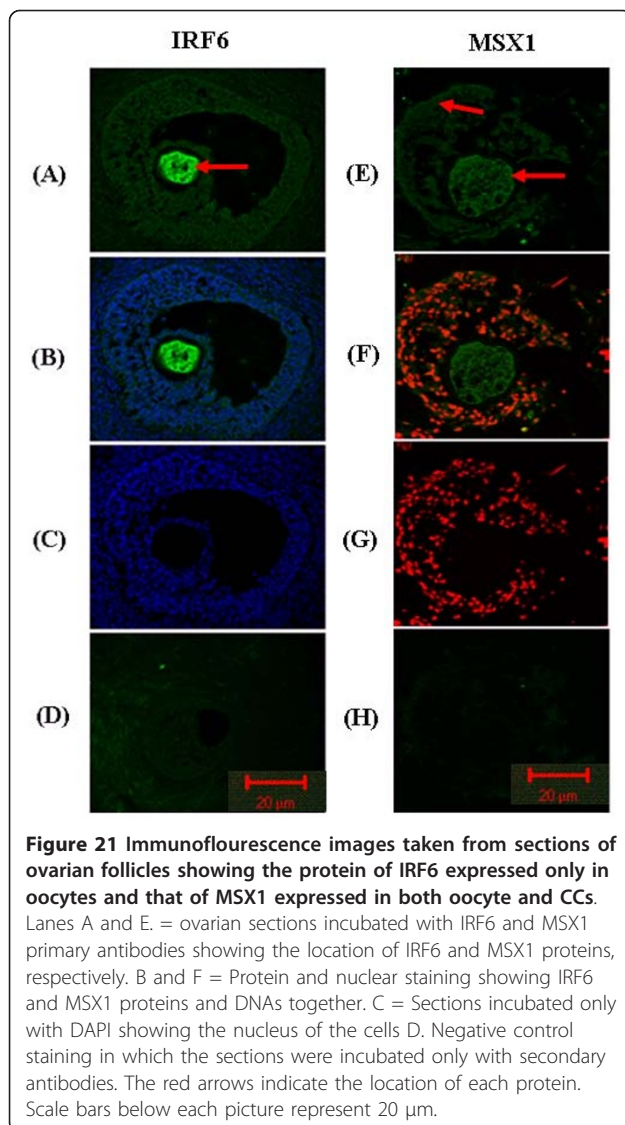 IRF6 MSX1
(A) (E)
(B) (F)
(C) (G)
(D) (H)
20 µm 20 µm
Figure 21 Immunoflourescence images taken from sections of
ovarian follicles showing the protein of IRF6 expressed only in
oocytes and that of MSX1 expressed in both oocyte and CCs.
Lanes A and E. = ovarian sections incubated with IRF6 and MSX1
primary antibodies showing the location of IRF6 and MSX1 proteins,
respectively. B and F = Protein and nuclear staining showing IRF6
and MSX1 proteins and DNAs together. C = Sections incubated only
with DAPI showing the nucleus of the cells D. Negative control
staining in which the sections were incubated only with secondary
antibodies. The red arrows indicate the location of each protein.
Scale bars below each picture represent 20 µm.